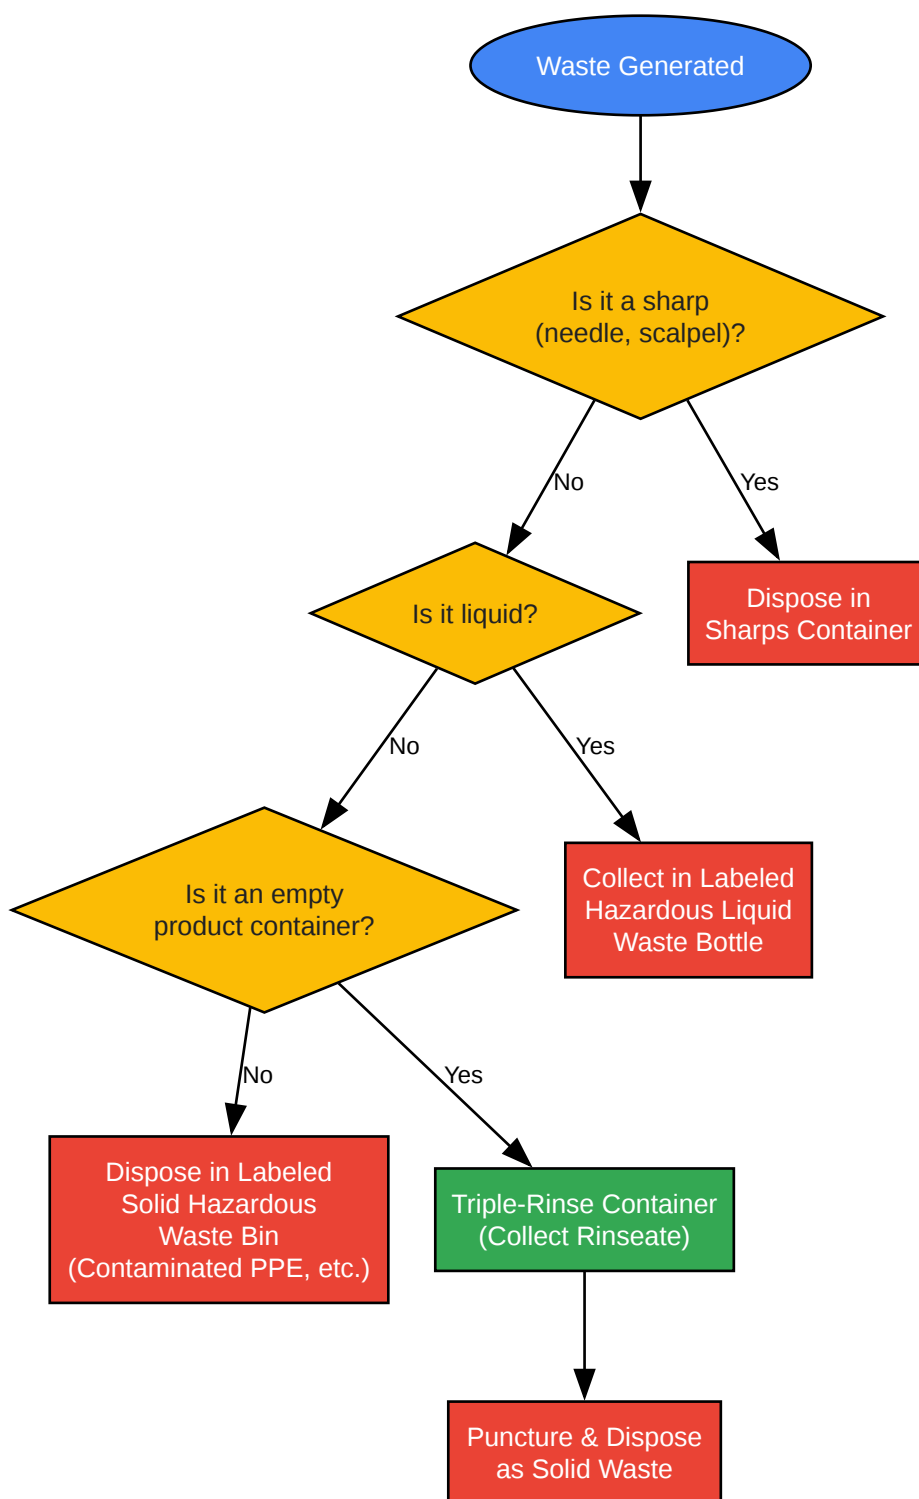 Waste Generated
Is it a sharp
(needle, scalpel)?
No
Yes
Is it liquid?
Dispose in
Sharps Container
No
Yes
Is it an empty
product container?
Collect in Labeled
Hazardous Liquid
Waste Bottle
No
Yes
Dispose in Labeled
Solid Hazardous
Waste Bin
(Contaminated PPE, etc.)
Triple-Rinse Container
(Collect Rinseate)
Puncture & Dispose
as Solid Waste